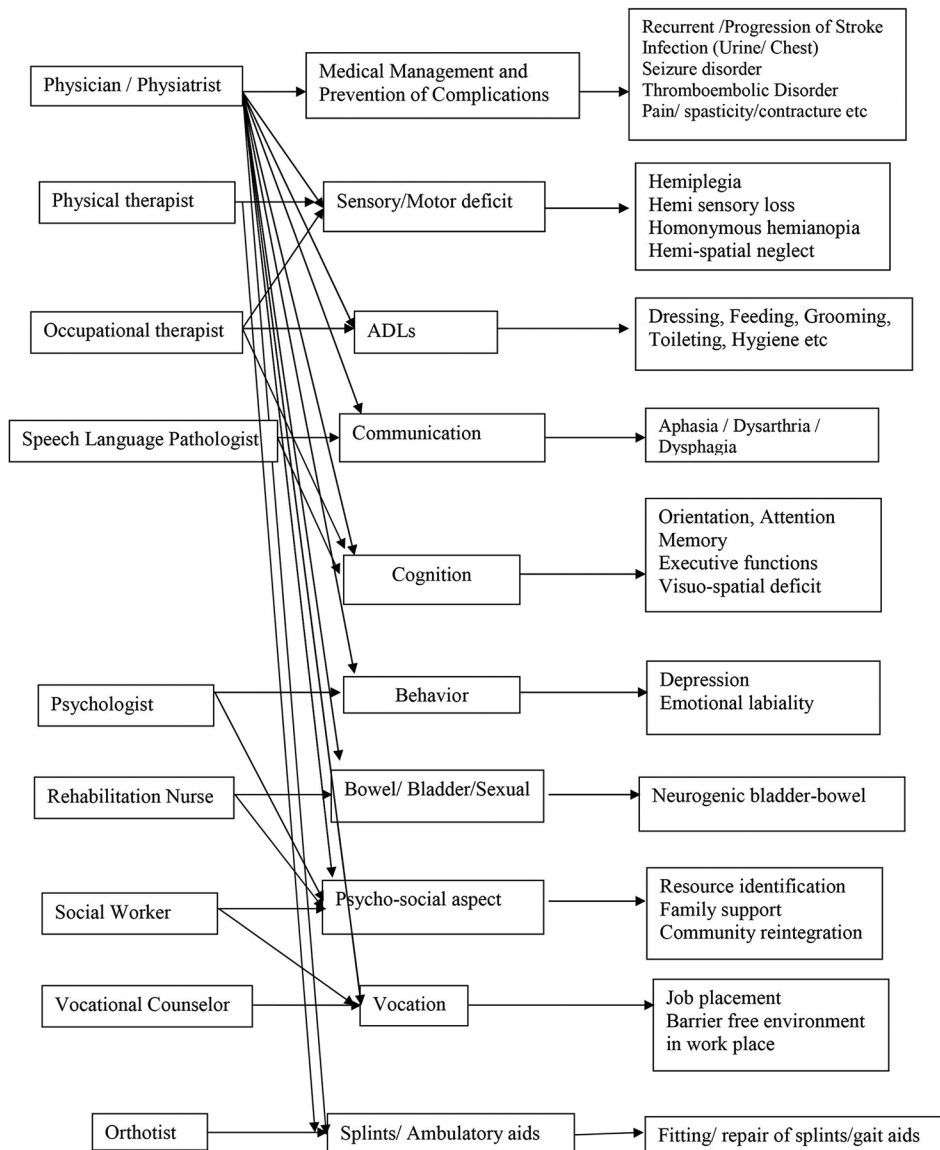 Physician / Physiatrist
Medical Management and
Prevention of Complications
Recurrent /Progression of Stroke
Infection (Urine/ Chest)
Seizure disorder
Thromboembolic Disorder
Pain/ spasticity/contracture etc
Physical therapist
Sensory/Motor deficit
Hemiplegia
Hemi sensory loss
Homonymous hemianopia
Hemi-spatial neglect
Occupational therapist
ADLs
Dressing, Feeding, Grooming,
Toileting, Hygiene etc
Speech Language Pathologist
Communication
Aphasia / Dysarthria /
Dysphagia
Cognition
Orientation, Attention
Memory
Executive functions
Visuo-spatial deficit
Psychologist
Behavior
Depression
Emotional labiality
Rehabilitation Nurse
Bowel/ Bladder/Sexual
Neurogenic bladder-bowel
Social Worker
Psycho-social aspect
Resource identification
Family support
Community reintegration
Vocational Counselor
Vocation
Job placement
Barrier free environment
in work place
Orthotist
Splints/ Ambulatory aids
Fitting/ repair of splints/gait aids